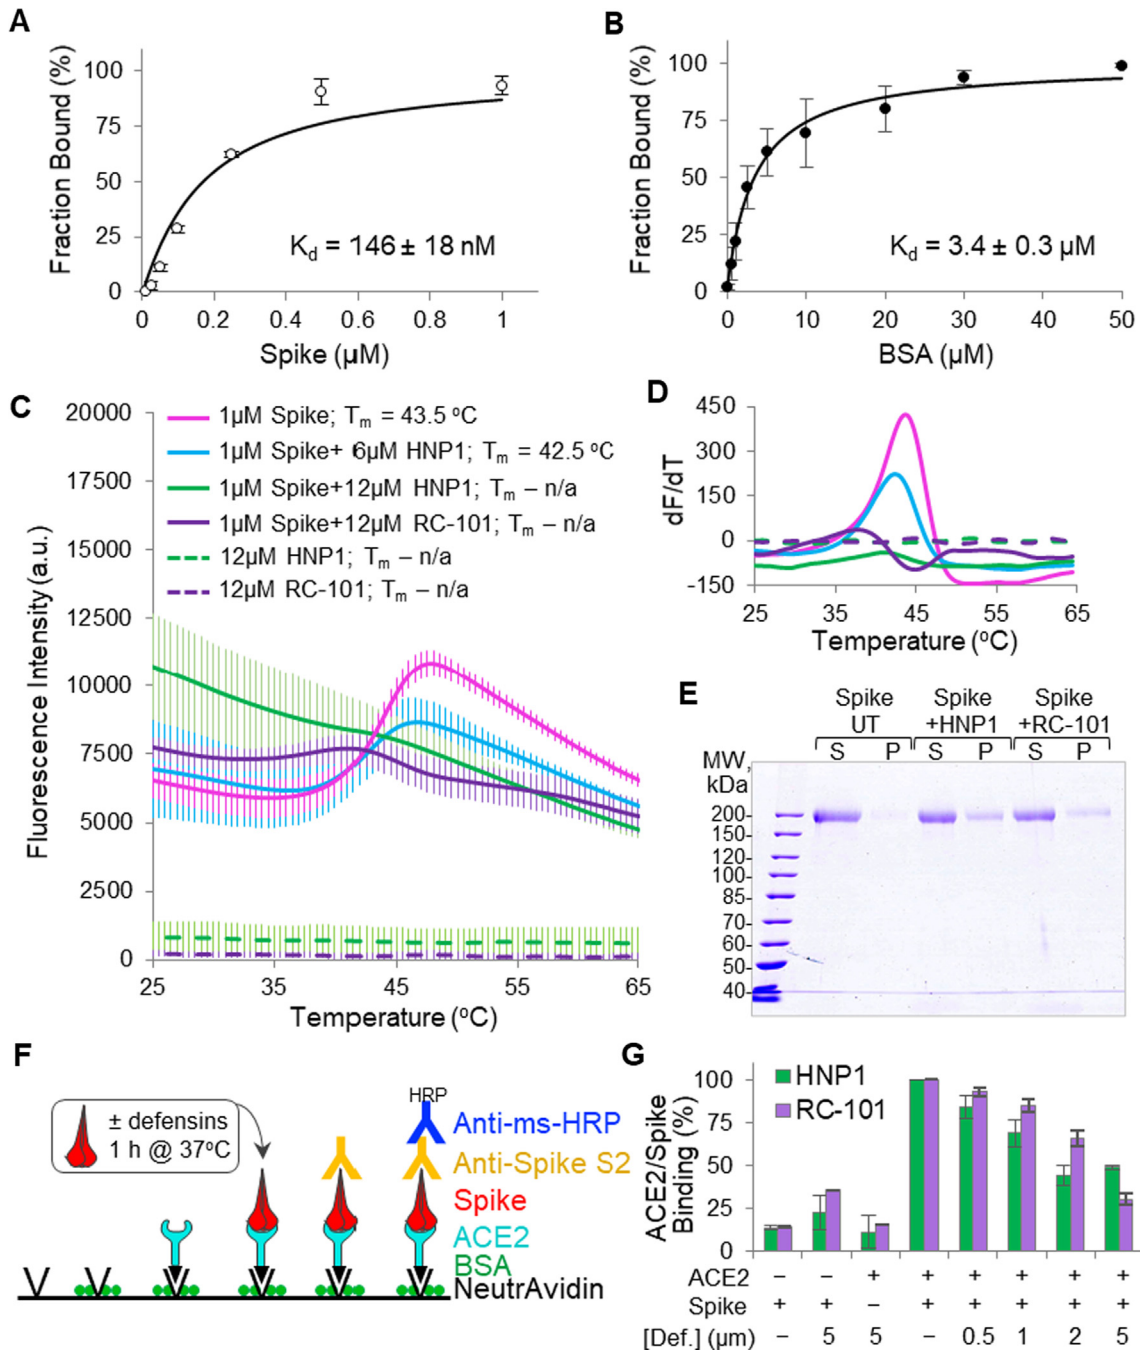 A
Fraction Bound (%)
100
75
50
25
0
0 0.2 0.4 0.6 0.8 1
Spike (µM)
Kd = 146 ± 18 nM
B
Fraction Bound (%)
100
75
50
25
0
0 10 20 30 40 50
BSA (µM)
Kd = 3.4 ± 0.3 µM
C
Fluorescence Intensity (a.u.)
20000
17500
15000
12500
10000
7500
5000
2500
0
25 35 45 55 65
Temperature (ºC)
1µM Spike; Tm = 43.5 ºC
1µM Spike+ 6µM HNP1; Tm = 42.5 ºC
1µM Spike+12µM HNP1; Tm – n/a
1µM Spike+12µM RC-101; Tm – n/a
12µM HNP1; Tm – n/a
12µM RC-101; Tm – n/a
D
dF/dT
450
300
150
0
-150
25 35 45 55 65
Temperature (ºC)
E
Spike UT
Spike +HNP1
Spike +RC-101
S P S P S P
MW, kDa
200-
150-
120-
100-
85-
70-
60-
50-
40-
F
± defensins
1 h @ 37ºC
HRP
Anti-ms-HRP
Anti-Spike S2
Spike
ACE2
BSA
NeutrAvidin
G
ACE2/Spike
Binding (%)
100
75
50
25
0
HNP1
RC-101
ACE2 – – + + + + + +
Spike + + – + + + + +
[Def.] (µm) – 5 5 – 0.5 1 2 5